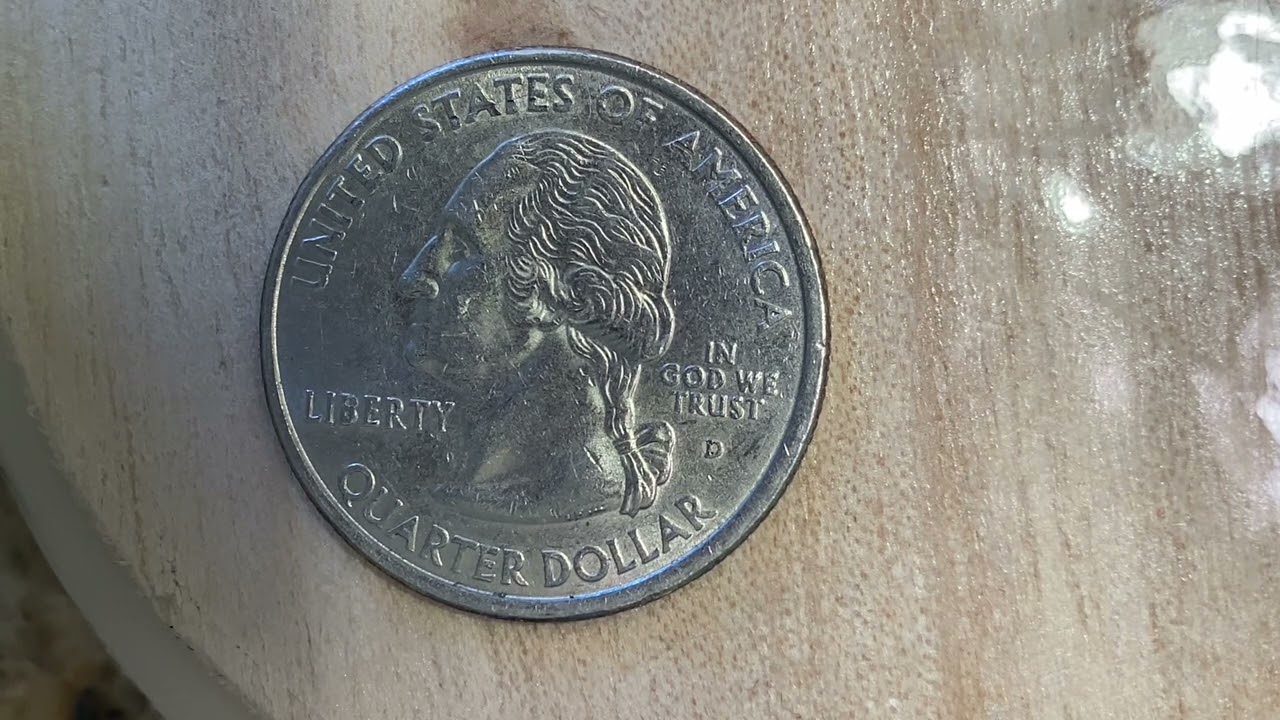 UNITED STATES OF AMERICA
LIBERTY
IN
GOD WE
TRUST
D
QUARTER DOLLAR